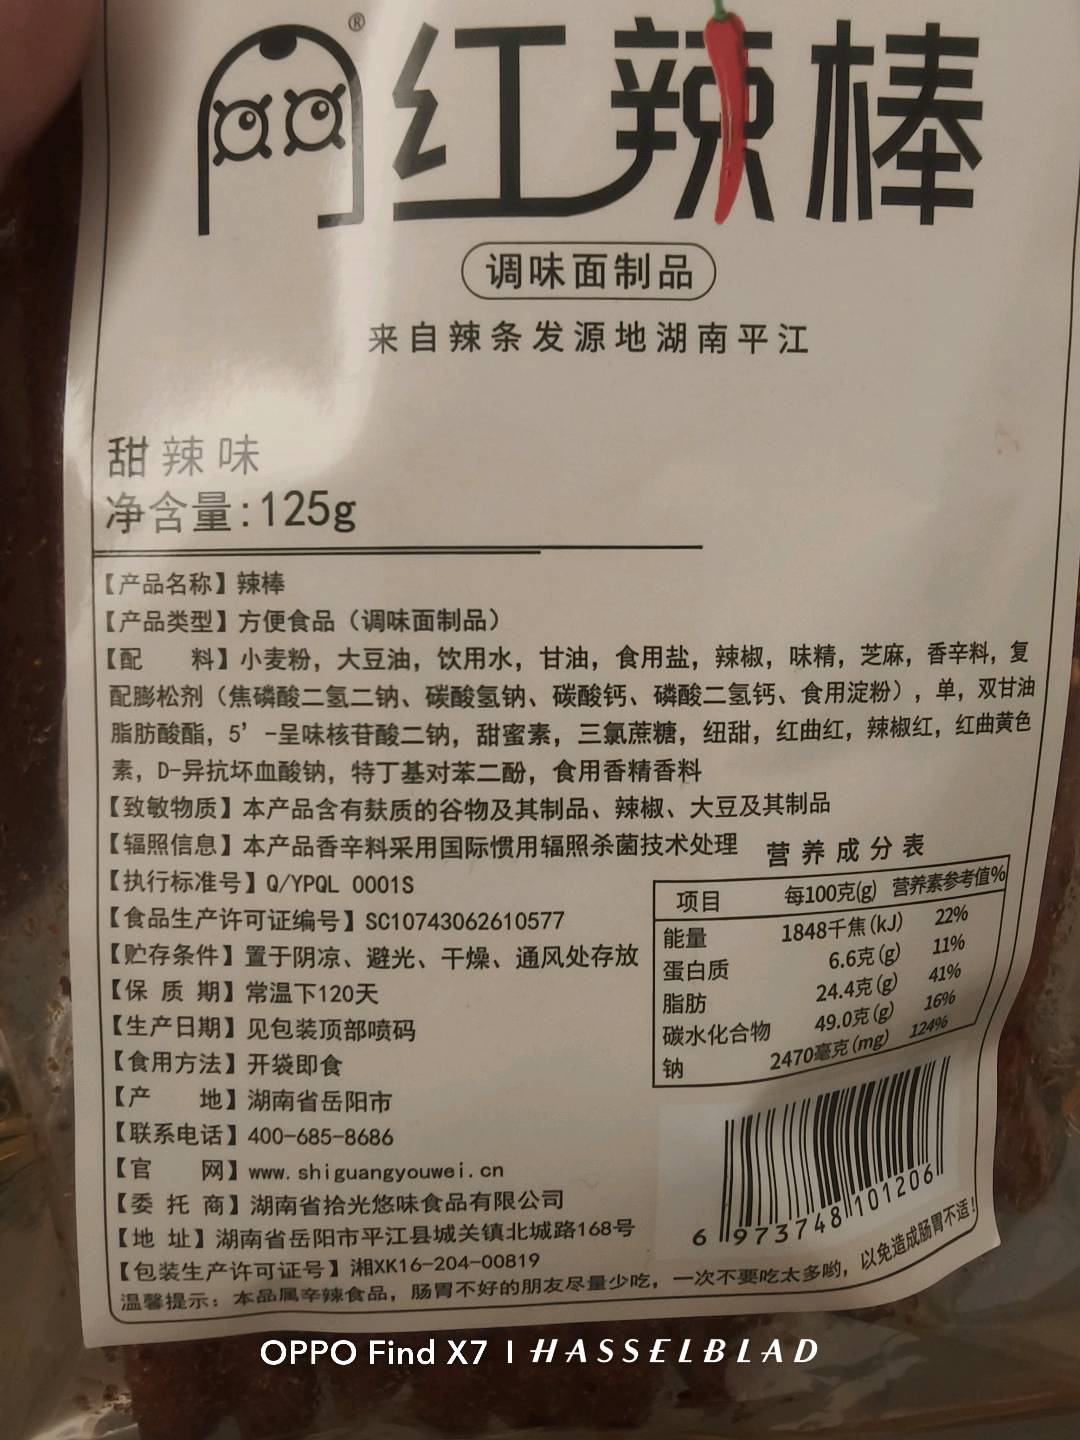 ®
红辣棒
调味面制品
来自辣条发源地湖南平江
甜辣味
净含量:125g
【产品名称】辣棒
【产品类型】方便食品（调味面制品）
【配 料】小麦粉，大豆油，饮用水，甘油，食用盐，辣椒，味精，芝麻，香辛料，复
配膨松剂（焦磷酸二氢二钠、碳酸氢钠、碳酸钙、磷酸二氢钙、食用淀粉），单，双甘油
脂肪酸酯，5'-呈味核苷酸二钠，甜蜜素，三氯蔗糖，纽甜，红曲红，辣椒红，红曲黄色
素，D-异抗坏血酸钠，特丁基对苯二酚，食用香精香料
【致敏物质】本产品含有麸质的谷物及其制品、辣椒、大豆及其制品
【辐照信息】本产品香辛料采用国际惯用辐照杀菌技术处理
【执行标准号】Q/YPQL 0001S
【食品生产许可证编号】SC10743062610577
【贮存条件】置于阴凉、避光、干燥、通风处存放
【保 质 期】常温下120天
【生产日期】见包装顶部喷码
【食用方法】开袋即食
【产 地】湖南省岳阳市
【联系电话】400-685-8686
【官 网】www.shiguangyouwei.cn
【委 托 商】湖南省拾光悠味食品有限公司
【地 址】湖南省岳阳市平江县城关镇北城路168号
【包装生产许可证号】湘XK16-204-00819
温馨提示：本品属辛辣食品，肠胃不好的朋友尽量少吃，一次不要吃太多哟，以免造成肠胃不适！
营养成分表
项目 每100克(g) 营养素参考值%
能量 1848千焦(kJ) 22%
蛋白质 6.6克(g) 11%
脂肪 24.4克(g) 41%
碳水化合物 49.0克(g) 16%
钠 2470毫克(mg) 124%
6 973748 101206
OPPO Find X7 | HASSELBLAD